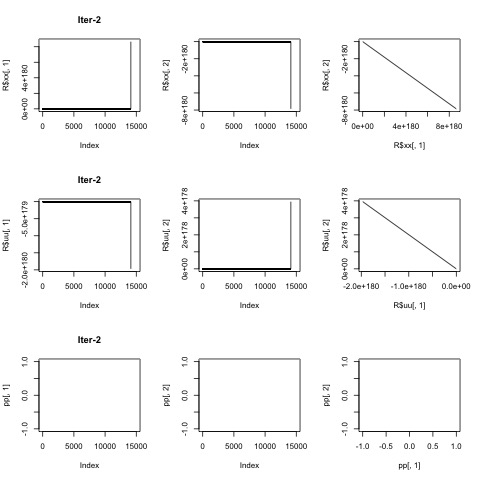 Iter-2
R$xx[, 1]
0e+00 4e+180
0 5000 10000 15000
Index
R$xx[, 2]
-8e+180 -2e+180
0 5000 10000 15000
Index
R$xx[, 2]
-8e+180 -2e+180
0e+00 4e+180 8e+180
R$xx[, 1]
Iter-2
R$uu[, 1]
-2.0e+180 -5.0e+179
0 5000 10000 15000
Index
R$uu[, 2]
0e+00 2e+178 4e+178
0 5000 10000 15000
Index
R$uu[, 2]
0e+00 2e+178 4e+178
-2.0e+180 -1.0e+180 0.0e+00
R$uu[, 1]
Iter-2
pp[, 1]
-1.0 0.0 1.0
0 5000 10000 15000
Index
pp[, 2]
-1.0 0.0 1.0
0 5000 10000 15000
Index
pp[, 2]
-1.0 0.0 1.0
-1.0 -0.5 0.0 0.5 1.0
pp[, 1]